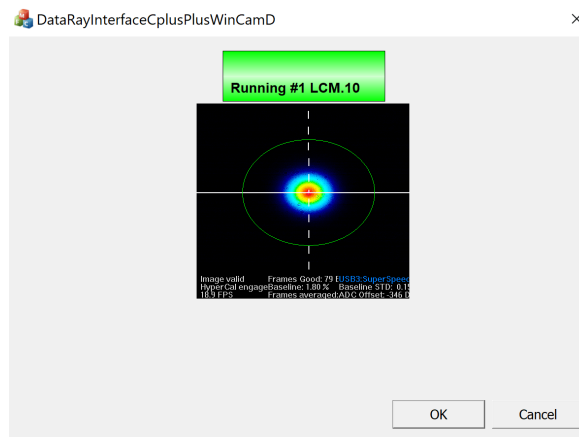 DataRayInterfaceCplusPlusWinCamD
Running #1 LCM.10
Image valid Frames Good: 79 USB3:SuperSpeed
HyperCal engage Baseline: 1.80 % Baseline STD: 0.1
18.9 FPS Frames averaged: ADC Offset: -346
OK Cancel